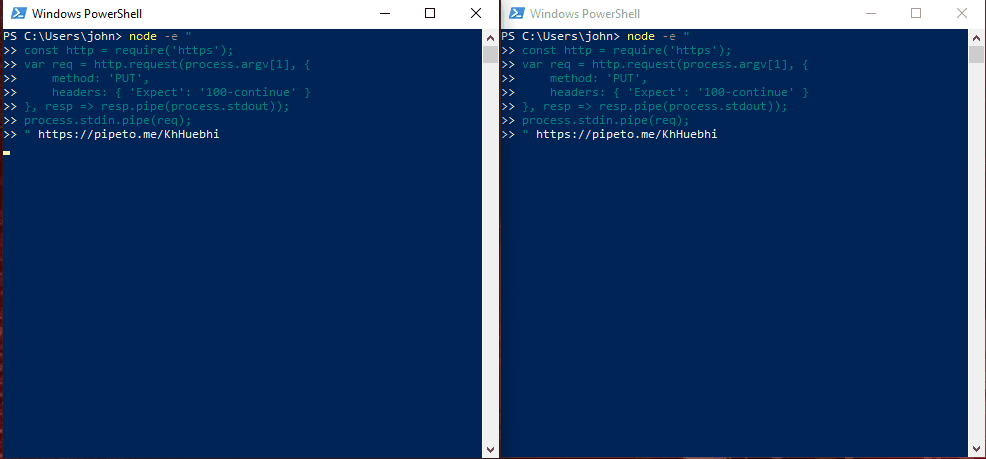 Windows PowerShell
PS C:\Users\john> node -e "
>> const http = require('https');
>> var req = http.request(process.argv[1], {
>>     method: 'PUT',
>>     headers: { 'Expect': '100-continue' }
>> }, resp => resp.pipe(process.stdout));
>> process.stdin.pipe(req);
>> " https://pipeto.me/KhHuebhi
Windows PowerShell
PS C:\Users\john> node -e "
>> const http = require('https');
>> var req = http.request(process.argv[1], {
>>     method: 'PUT',
>>     headers: { 'Expect': '100-continue' }
>> }, resp => resp.pipe(process.stdout));
>> process.stdin.pipe(req);
>> " https://pipeto.me/KhHuebhi